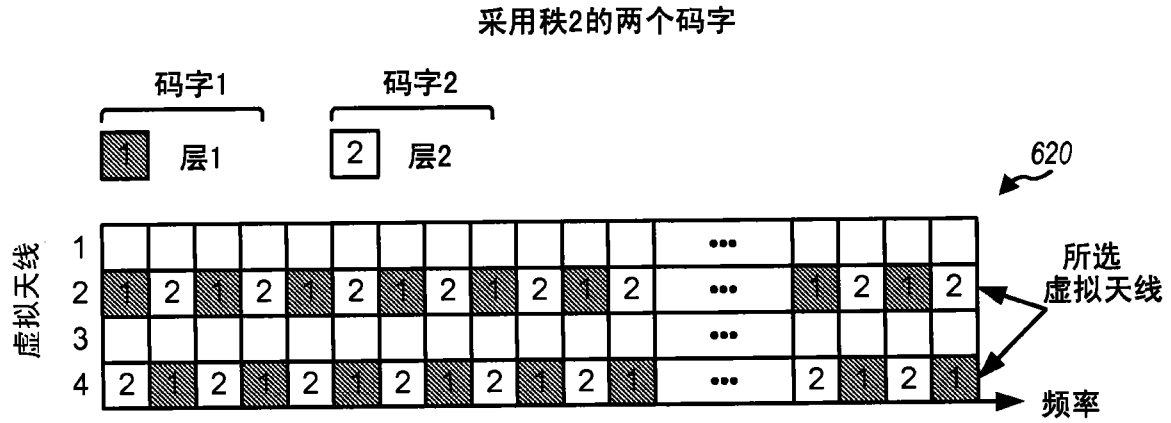 采用秩2的两个码字
码字1 码字2
1 层1 2 层2
620
虚拟天线
1 •••
2 1 2 1 2 1 2 1 2 1 2 1 2 ••• 1 2 1 2
3 •••
4 2 1 2 1 2 1 2 1 2 1 2 1 ••• 2 1 2 1
所选
虚拟天线
频率